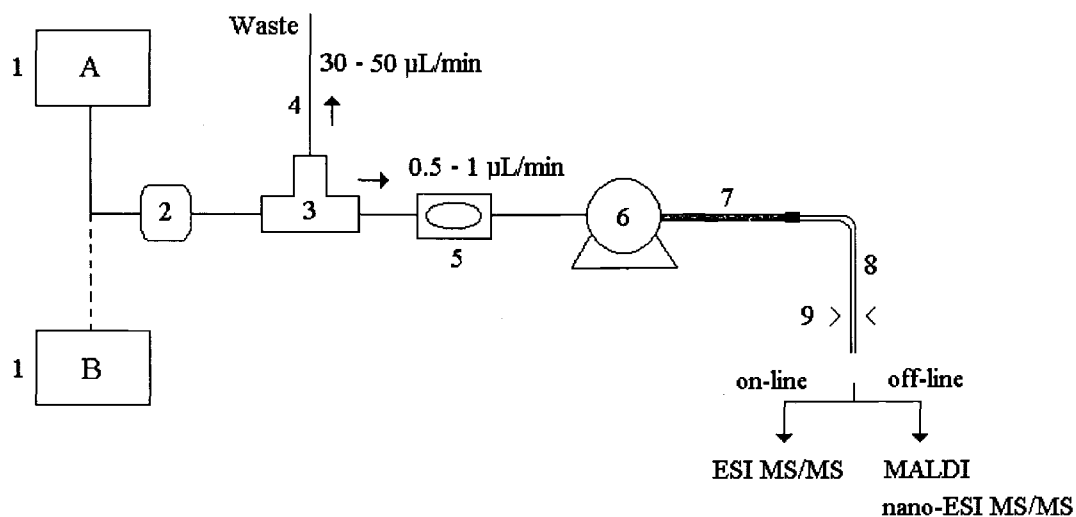 Waste
1 A
30 - 50 µL/min
4
0.5 - 1 µL/min
2
3
5
6
7
8
9 > <
1 B
on-line off-line
ESI MS/MS MALDI
nano-ESI MS/MS